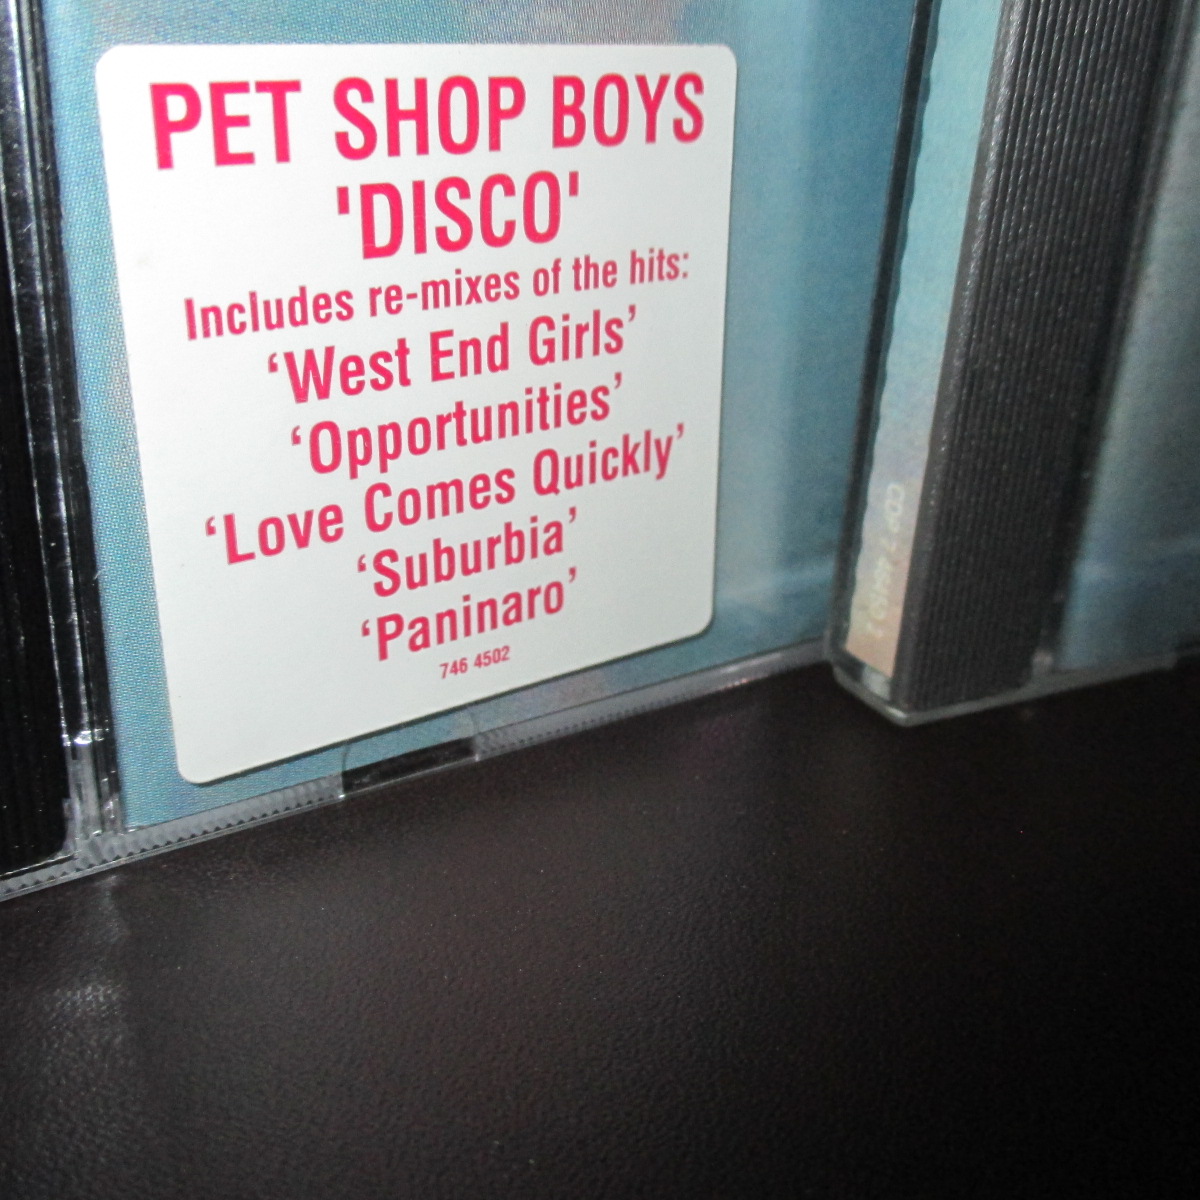 PET SHOP BOYS
'DISCO'
Includes re-mixes of the hits:
‘West End Girls’
‘Opportunities’
‘Love Comes Quickly’
‘Suburbia’
‘Paninaro’
746 4502